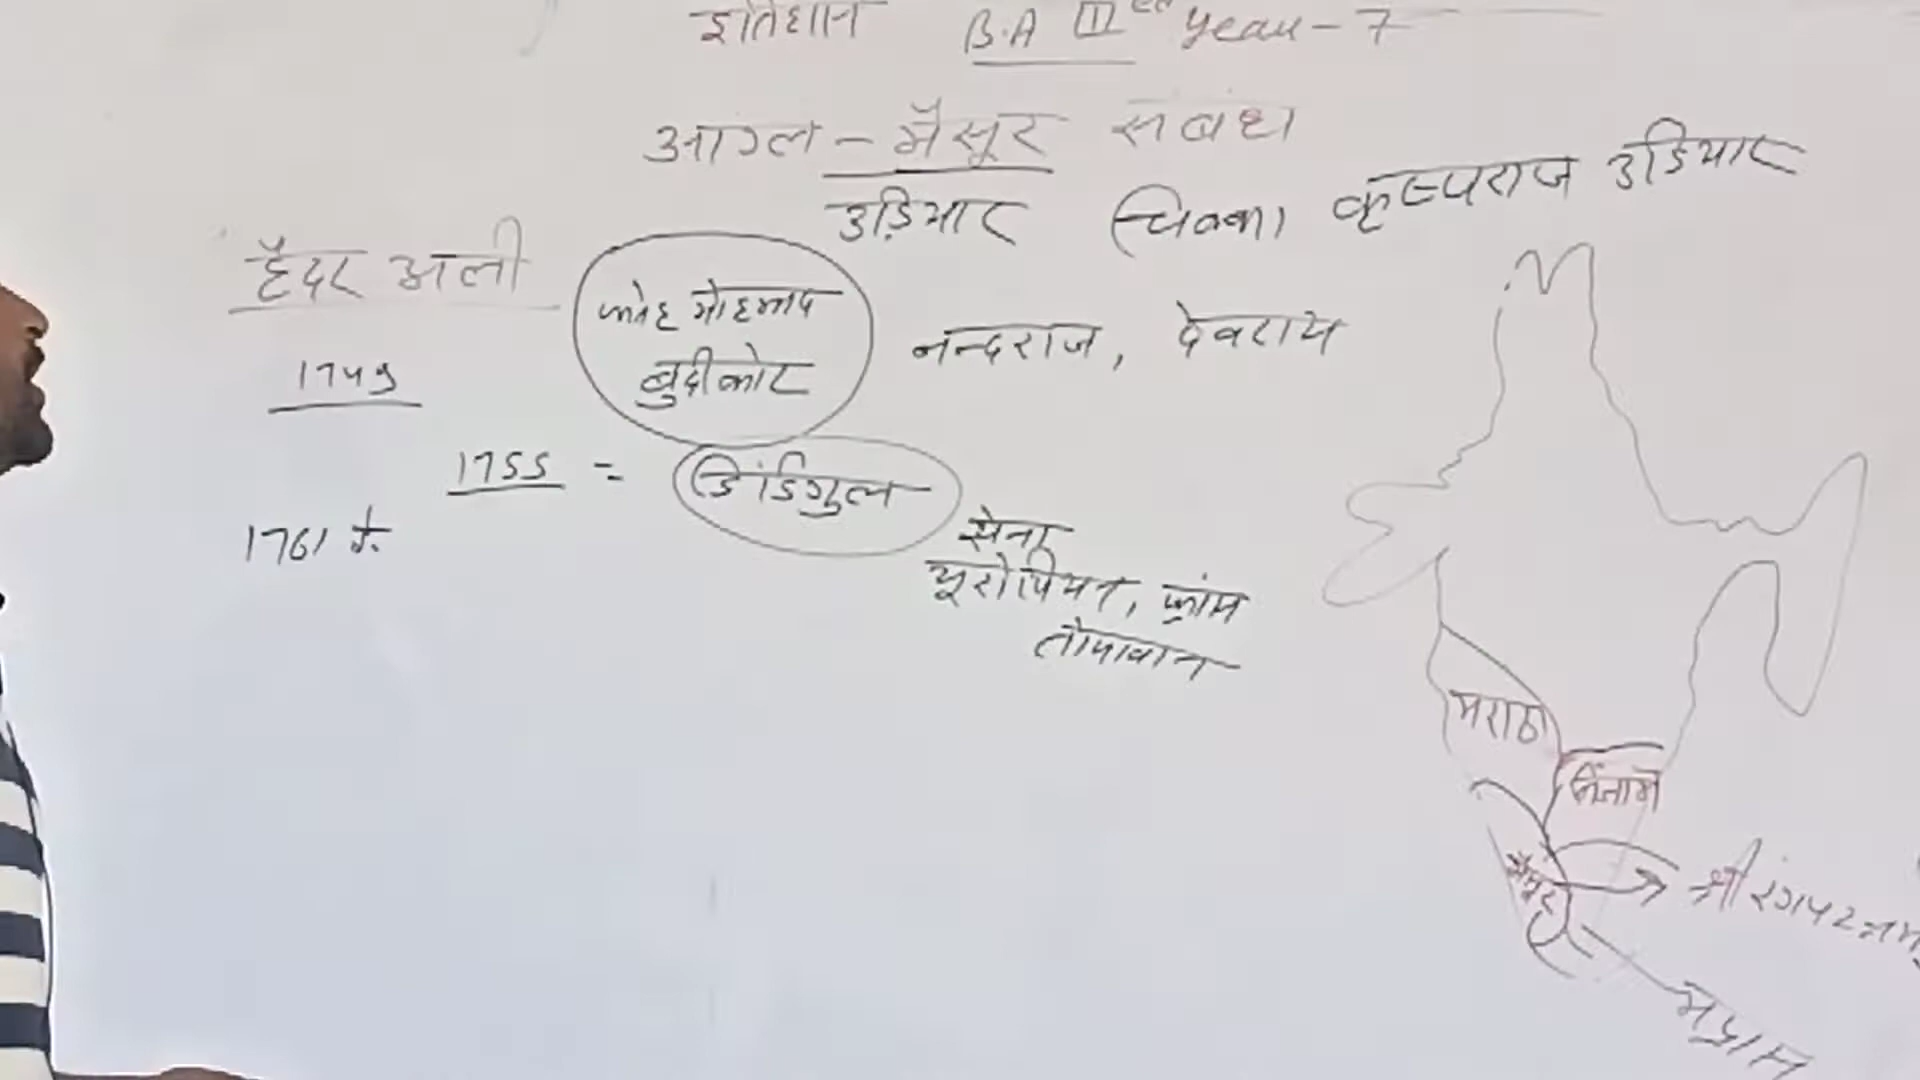 इतिहास B.A II year - 7
आंग्ल - मैसूर संबंध
उड़ियार चिक्का कृष्णराज उडियार
हैदर अली
फतेह मोहम्मद
बुदीकोट
नन्दराज, देवराय
1749
1755 = डिंडिगुल
1761 ई.
सेना
यूरोपियन, फ्रांस
तोपखाना
मराठा
निजाम
मैसूर
श्रीरंगपट्टनम
मद्रास